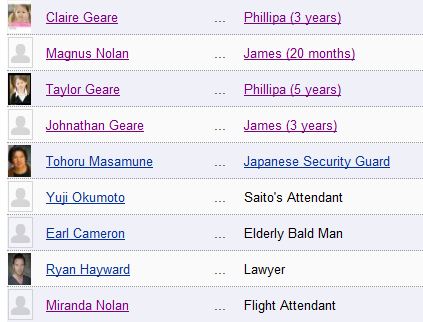 Claire Geare ... Phillipa (3 years)
Magnus Nolan ... James (20 months)
Taylor Geare ... Phillipa (5 years)
Johnathan Geare ... James (3 years)
Tohoru Masamune ... Japanese Security Guard
Yuji Okumoto ... Saito's Attendant
Earl Cameron ... Elderly Bald Man
Ryan Hayward ... Lawyer
Miranda Nolan ... Flight Attendant